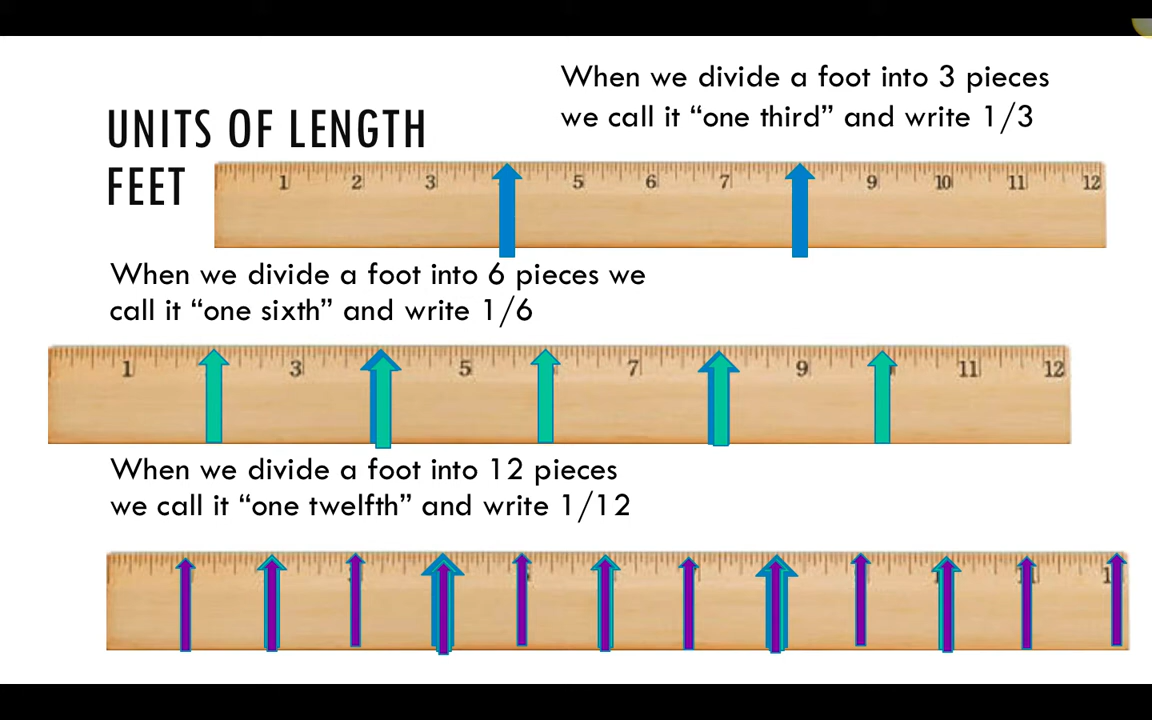 When we divide a foot into 3 pieces
we call it “one third” and write 1/3
UNITS OF LENGTH
FEET
1 2 3 5 6 7 9 10 11 12
When we divide a foot into 6 pieces we
call it “one sixth” and write 1/6
1 3 5 7 9 11 12
When we divide a foot into 12 pieces
we call it “one twelfth” and write 1/12